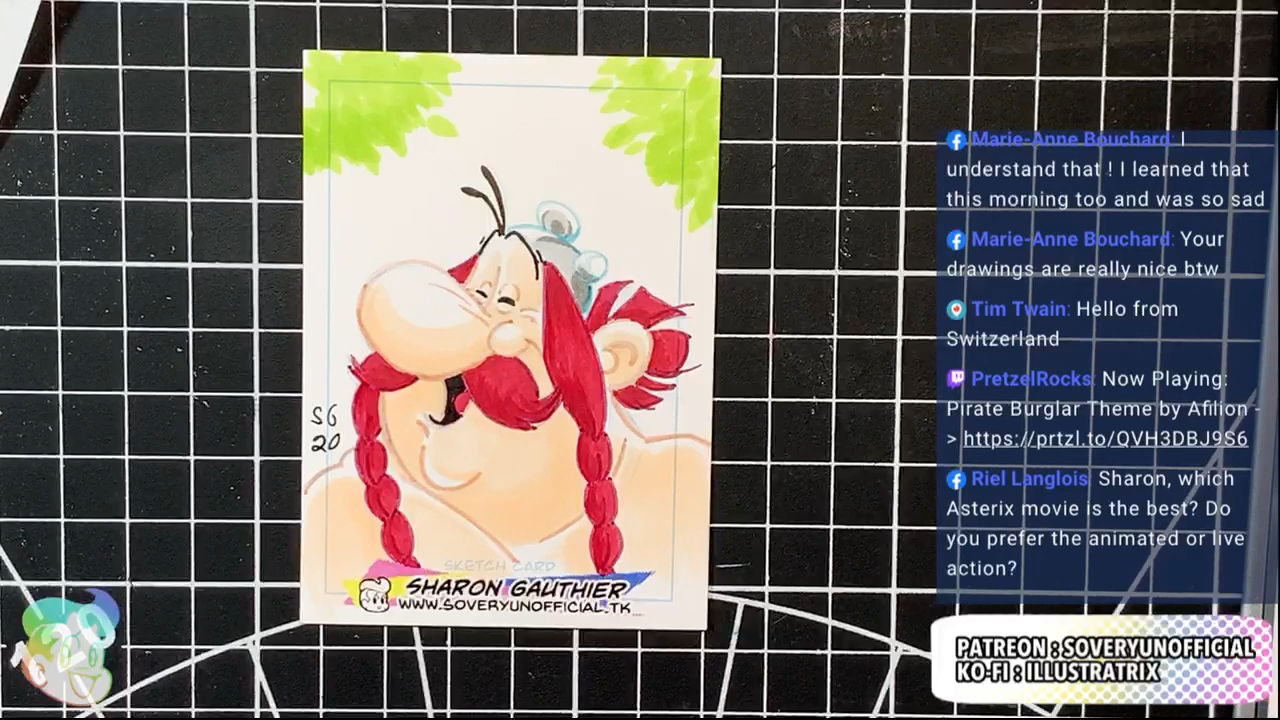 SG
20
SKETCH CARD
SHARON GAUTHIER
WWW.SOVERYUNOFFICIAL.TK
Marie-Anne Bouchard: I
understand that ! I learned that
this morning too and was so sad
Marie-Anne Bouchard: Your
drawings are really nice btw
Tim Twain: Hello from
Switzerland
PretzelRocks: Now Playing:
Pirate Burglar Theme by Afilion -
> https://prtzl.to/QVH3DBJ9S6
Riel Langlois: Sharon, which
Asterix movie is the best? Do
you prefer the animated or live
action?
PATREON : SOVERYUNOFFICIAL
KO-FI : ILLUSTRATRIX